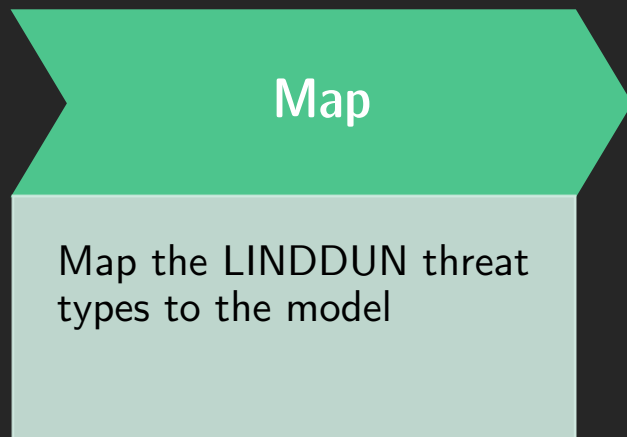 Map
Map the LINDDUN threat
types to the model